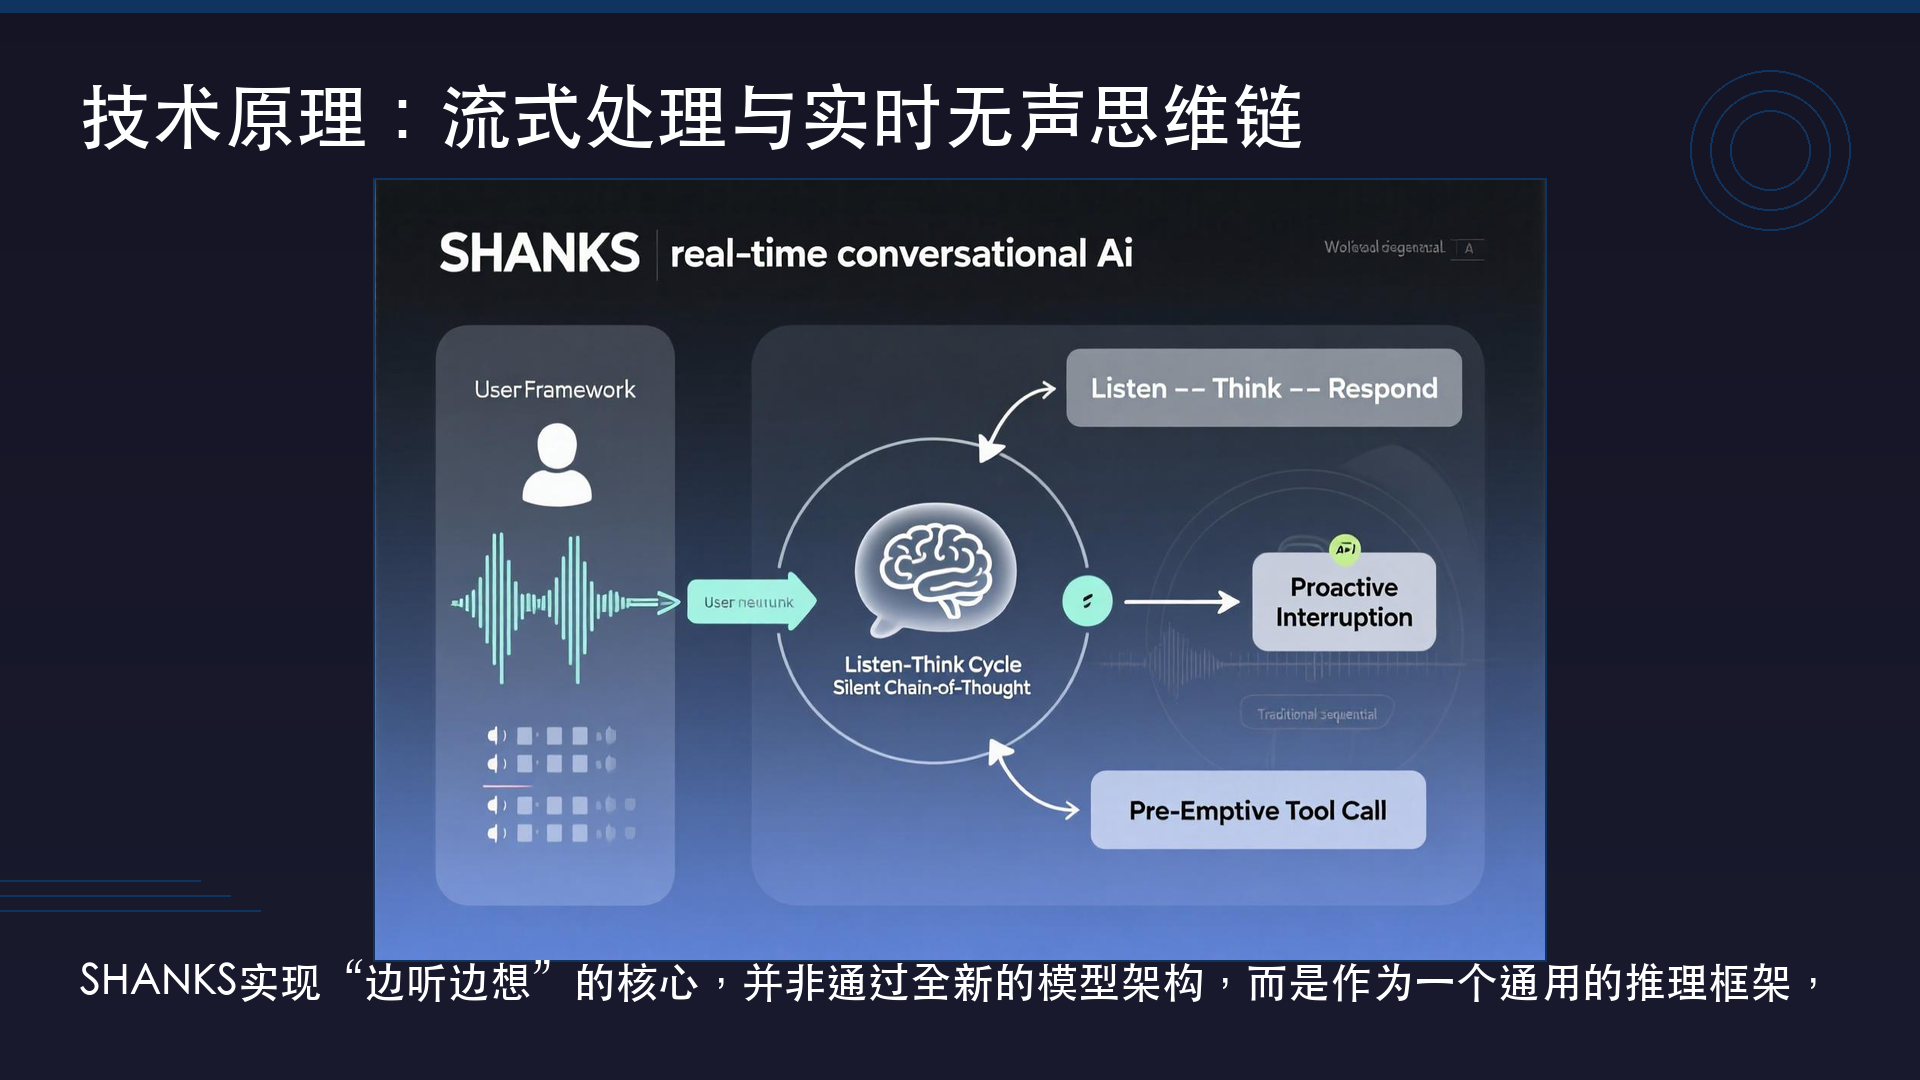 技术原理：流式处理与实时无声思维链
SHANKS real-time conversational Ai
A
User Framework
Listen -- Think -- Respond
User
Listen-Think Cycle
Silent Chain-of-Thought
Proactive
Interruption
Traditional sequential
Pre-Emptive Tool Call
SHANKS实现“边听边想”的核心，并非通过全新的模型架构，而是作为一个通用的推理框架，